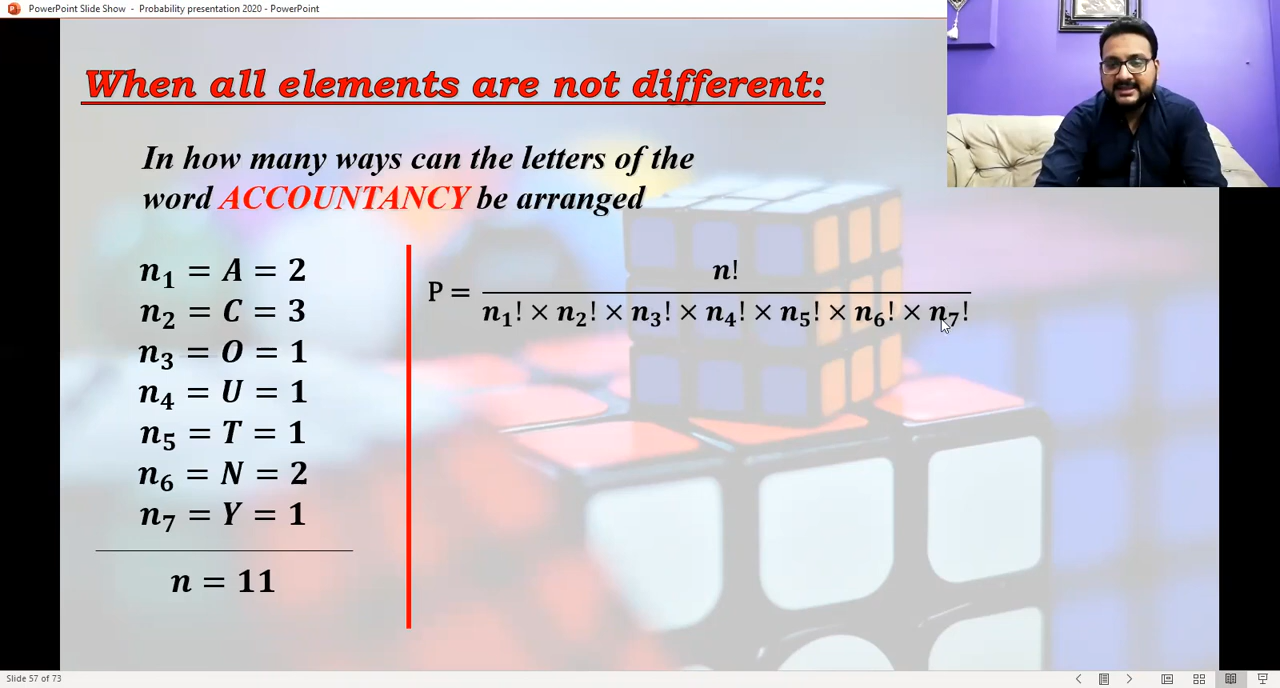 PowerPoint Slide Show - Probability presentation 2020 - PowerPoint
When all elements are not different:
In how many ways can the letters of the
word ACCOUNTANCY be arranged
n₁ = A = 2
n₂ = C = 3
n₃ = O = 1
n₄ = U = 1
n₅ = T = 1
n₆ = N = 2
n₇ = Y = 1
n = 11
n!
P =
n₁! × n₂! × n₃! × n₄! × n₅! × n₆! × n₇!
Slide 57 of 73